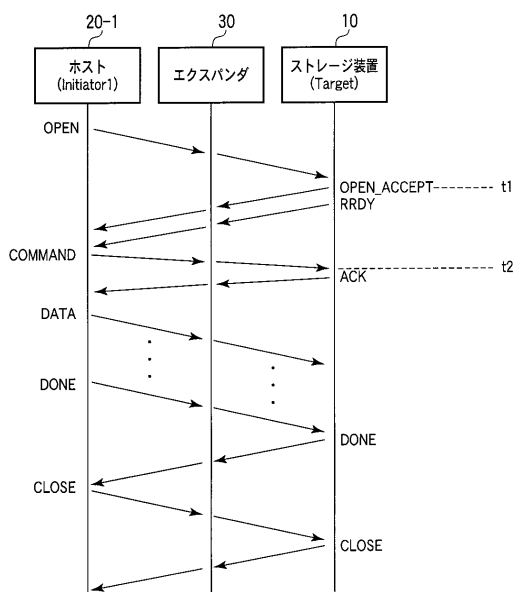 20-1
30
10
ホスト
(Initiator1)
エクスパンダ
ストレージ装置
(Target)
OPEN
OPEN_ACCEPT
t1
RRDY
COMMAND
t2
ACK
DATA
DONE
DONE
CLOSE
CLOSE